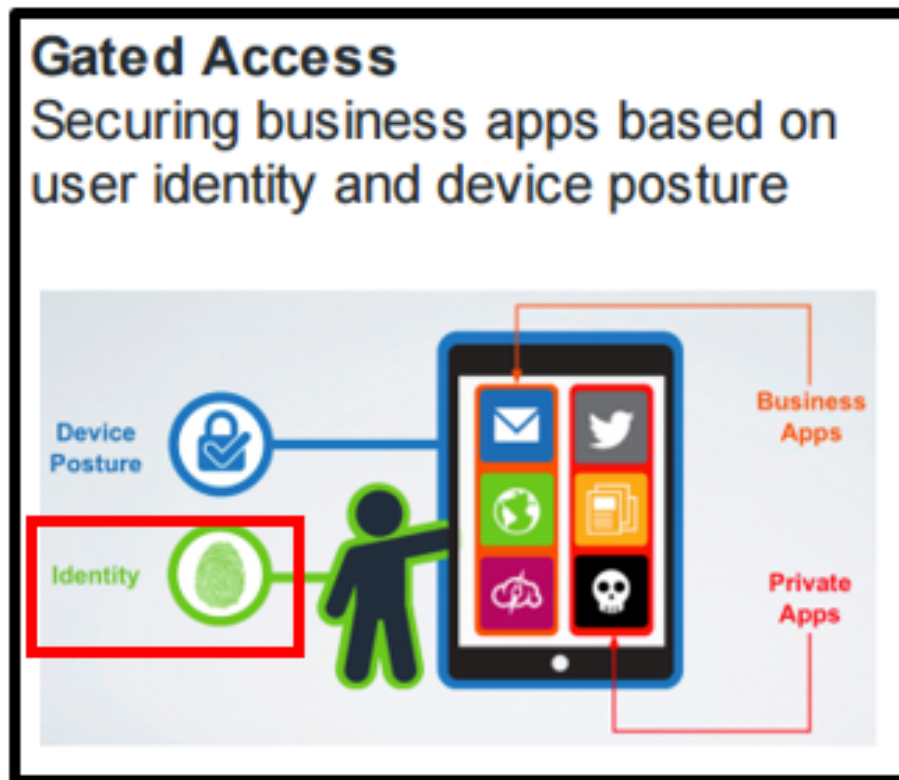 Gated Access
Securing business apps based on
user identity and device posture
Device
Posture
Business
Apps
Identity
Private
Apps